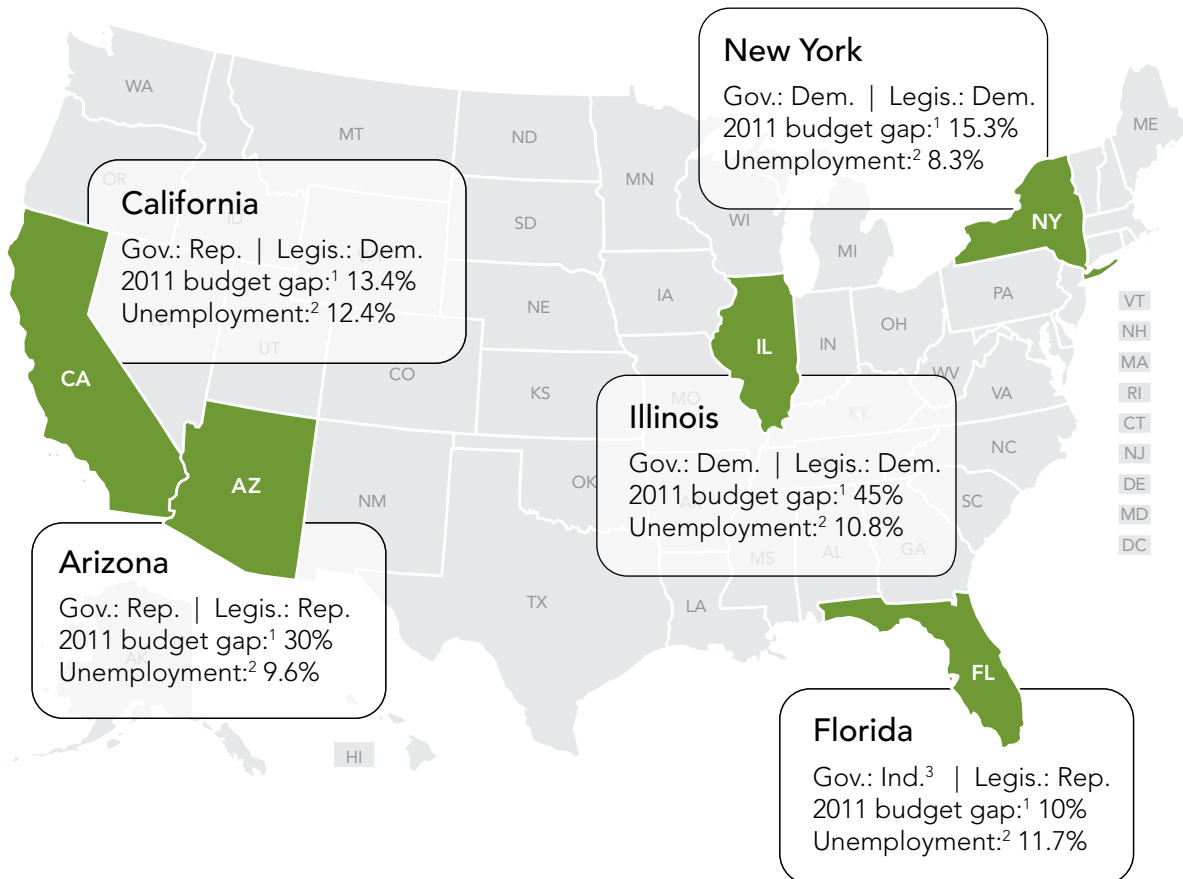 New York
Gov.: Dem. | Legis.: Dem.
2011 budget gap:¹ 15.3%
Unemployment:² 8.3%
California
Gov.: Rep. | Legis.: Dem.
2011 budget gap:¹ 13.4%
Unemployment:² 12.4%
Illinois
Gov.: Dem. | Legis.: Dem.
2011 budget gap:¹ 45%
Unemployment:² 10.8%
Arizona
Gov.: Rep. | Legis.: Rep.
2011 budget gap:¹ 30%
Unemployment:² 9.6%
Florida
Gov.: Ind.³ | Legis.: Rep.
2011 budget gap:¹ 10%
Unemployment:² 11.7%
WA
MT
ND
MN
ME
OR
ID
SD
WI
MI
NY
IA
NE
PA
VT
NH
MA
RI
CT
NJ
DE
MD
DC
UT
CO
KS
MO
IL
IN
OH
WV
VA
KY
NC
CA
AZ
NM
OK
AR
SC
MS
AL
GA
TX
LA
FL
AK
HI